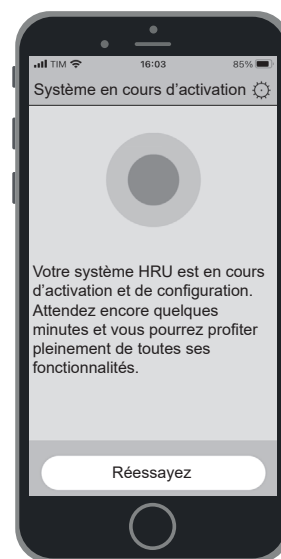 TIM 16:03 85%
Système en cours d’activation
Votre système HRU est en cours
d’activation et de configuration.
Attendez encore quelques
minutes et vous pourrez profiter
pleinement de toutes ses
fonctionnalités.
Réessayez